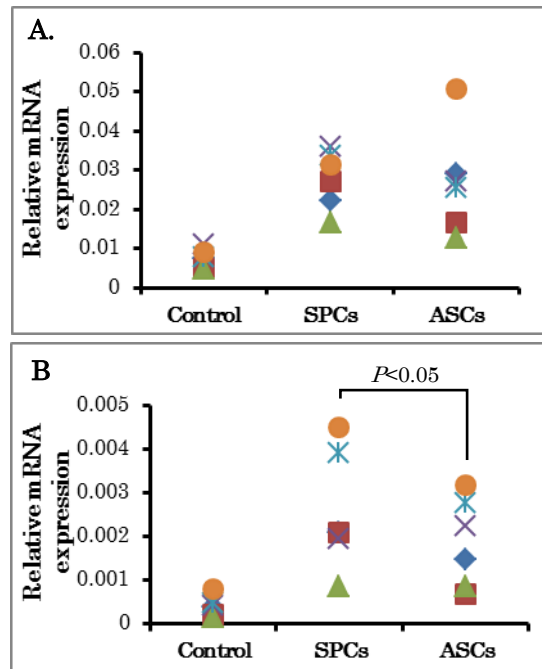 A.
Relative mRNA
expression
0.06
0.05
0.04
0.03
0.02
0.01
0
Control SPCs ASCs
B
P<0.05
Relative mRNA
expression
0.005
0.004
0.003
0.002
0.001
0
Control SPCs ASCs